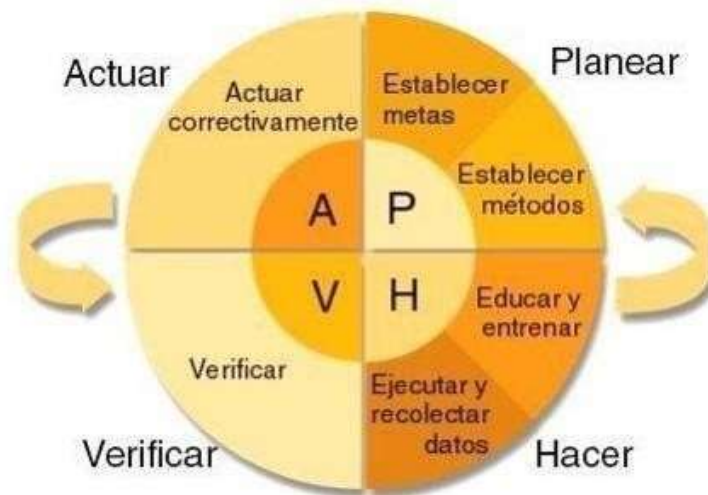 Actuar
Planear
Actuar
correctivamente
Establecer
metas
Establecer
métodos
A
P
V
H
Educar y
entrenar
Ejecutar y
recolectar
datos
Verificar
Verificar
Hacer